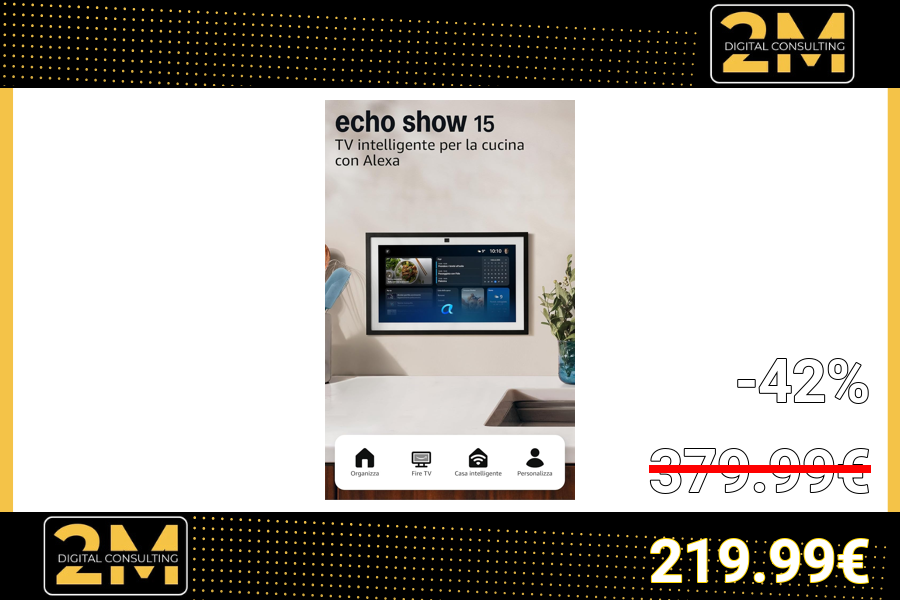 2M
DIGITAL CONSULTING
echo show 15
TV intelligente per la cucina
con Alexa
10:10
Organizza
Fire TV
Casa intelligente
Personalizza
-42%
379.99€
2M
DIGITAL CONSULTING
219.99€